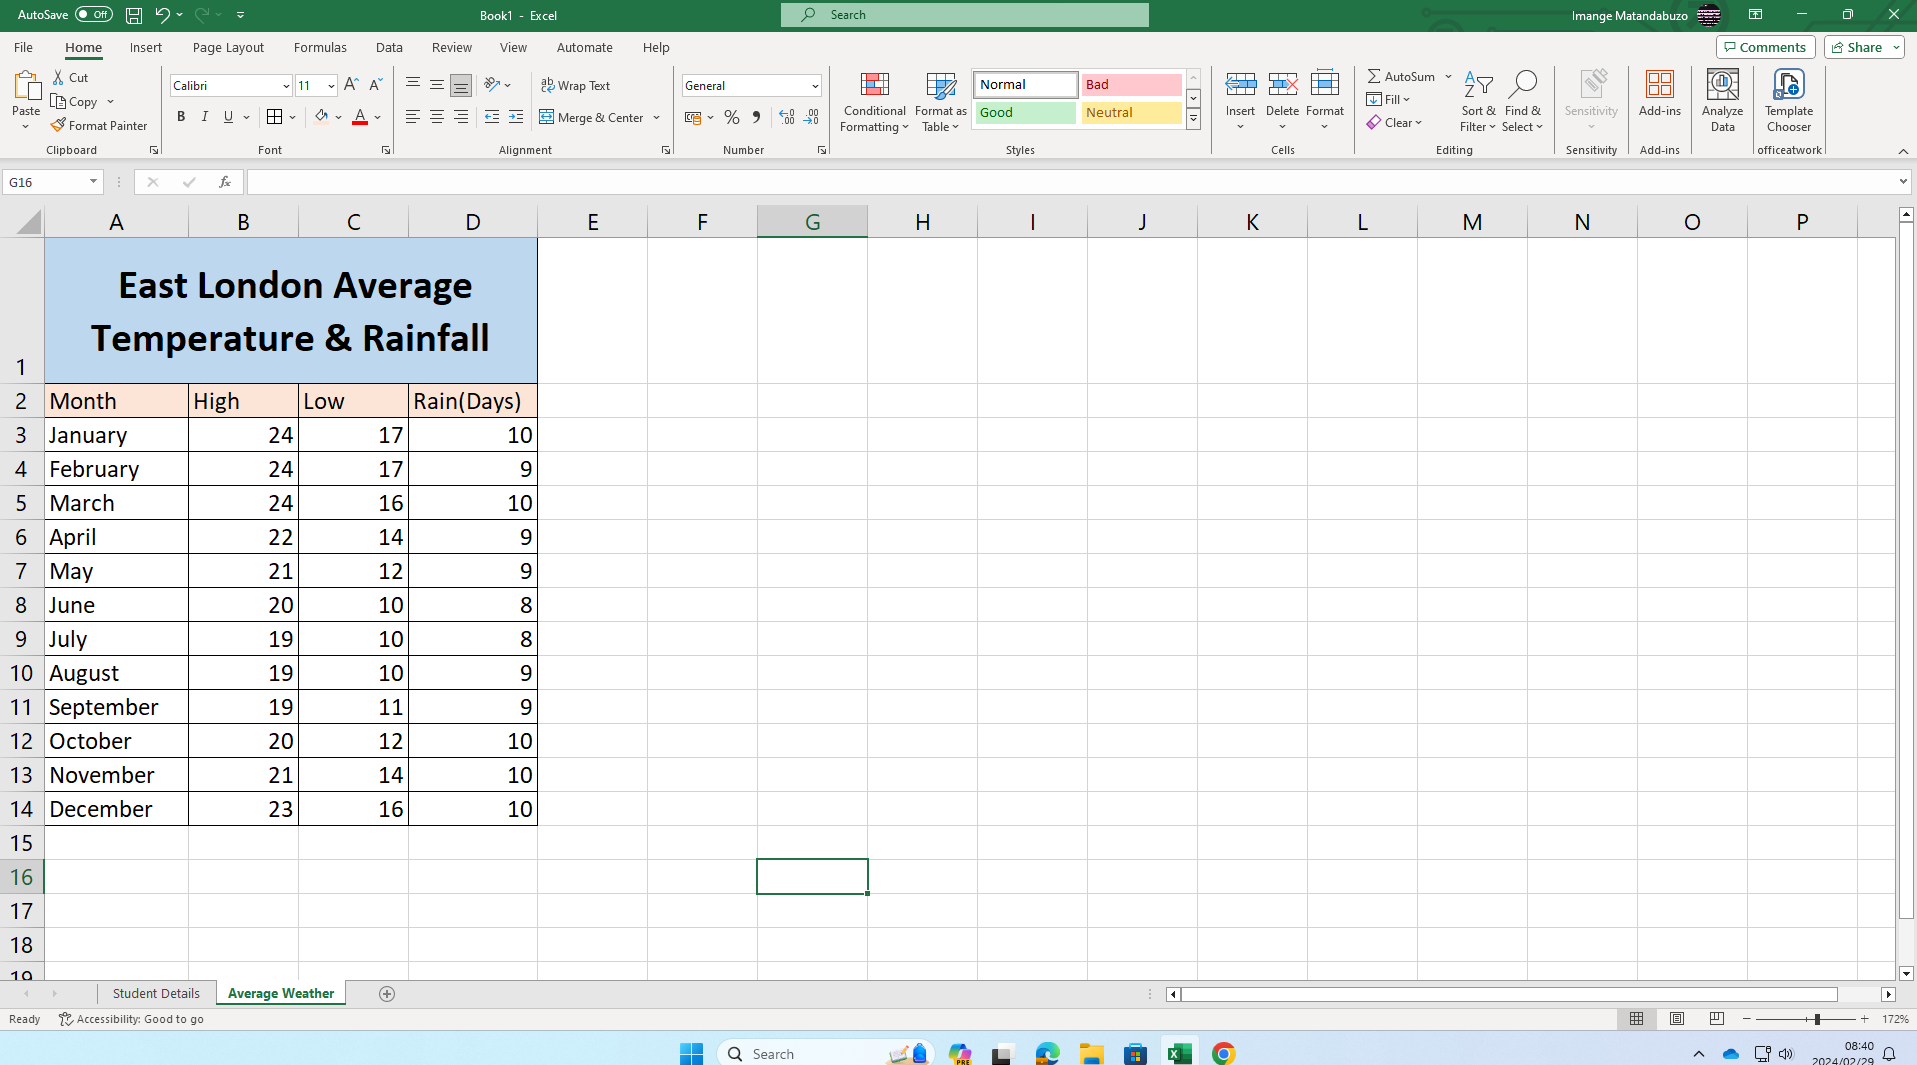 AutoSave Off Book1 - Excel Search Imange Matandabuzo
File Home Insert Page Layout Formulas Data Review View Automate Help Comments Share
Paste Cut Copy Format Painter Clipboard
Calibri 11 B I U Font
ab Wrap Text Merge & Center Alignment
General % Number
Conditional Formatting Format as Table Normal Bad Good Neutral Styles
Insert Delete Format Cells
AutoSum Fill Clear Sort & Filter Find & Select Editing
Sensitivity Sensitivity
Add-ins Add-ins
Analyze Data
Template Chooser officeatwork
G16 fx
A B C D E F G H I J K L M N O P
East London Average
Temperature & Rainfall
1
2 Month High Low Rain(Days)
3 January 24 17 10
4 February 24 17 9
5 March 24 16 10
6 April 22 14 9
7 May 21 12 9
8 June 20 10 8
9 July 19 10 8
10 August 19 10 9
11 September 19 11 9
12 October 20 12 10
13 November 21 14 10
14 December 23 16 10
15
16
17
18
19
Student Details Average Weather
Ready Accessibility: Good to go 172%
Search PRE 08:40
2024/02/29